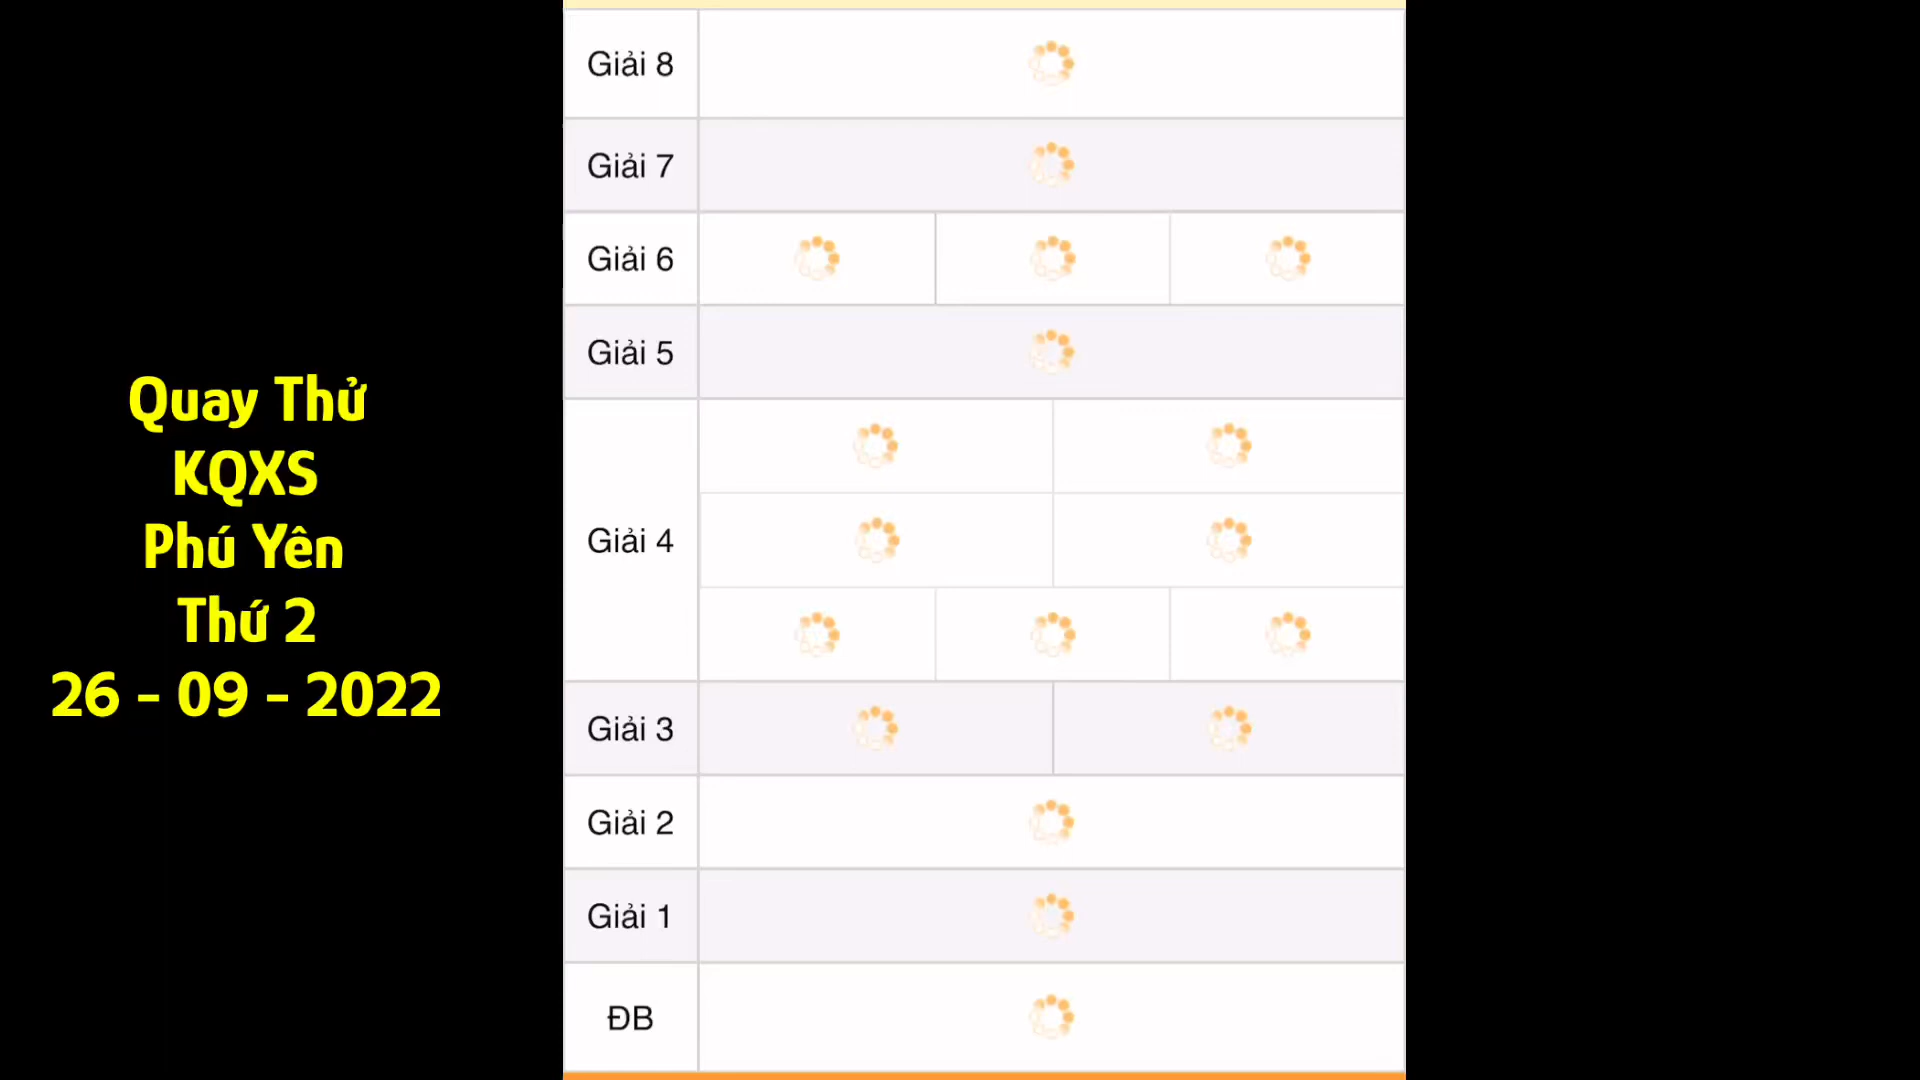 Quay Thử
KQXS
Phú Yên
Thứ 2
26 - 09 - 2022
Giải 8
Giải 7
Giải 6
Giải 5
Giải 4
Giải 3
Giải 2
Giải 1
ĐB